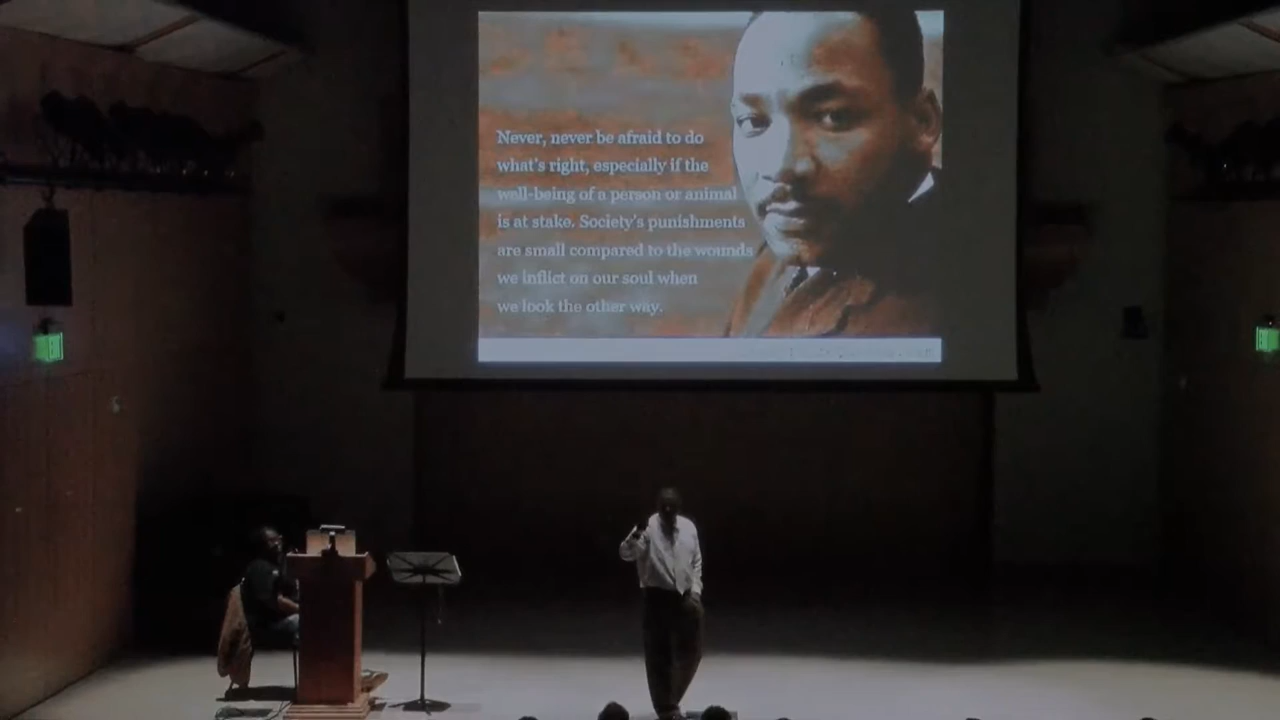 Never, never be afraid to do
what's right, especially if the
well-being of a person or animal
is at stake. Society's punishments
are small compared to the wounds
we inflict on our soul when
we look the other way.
EXIT